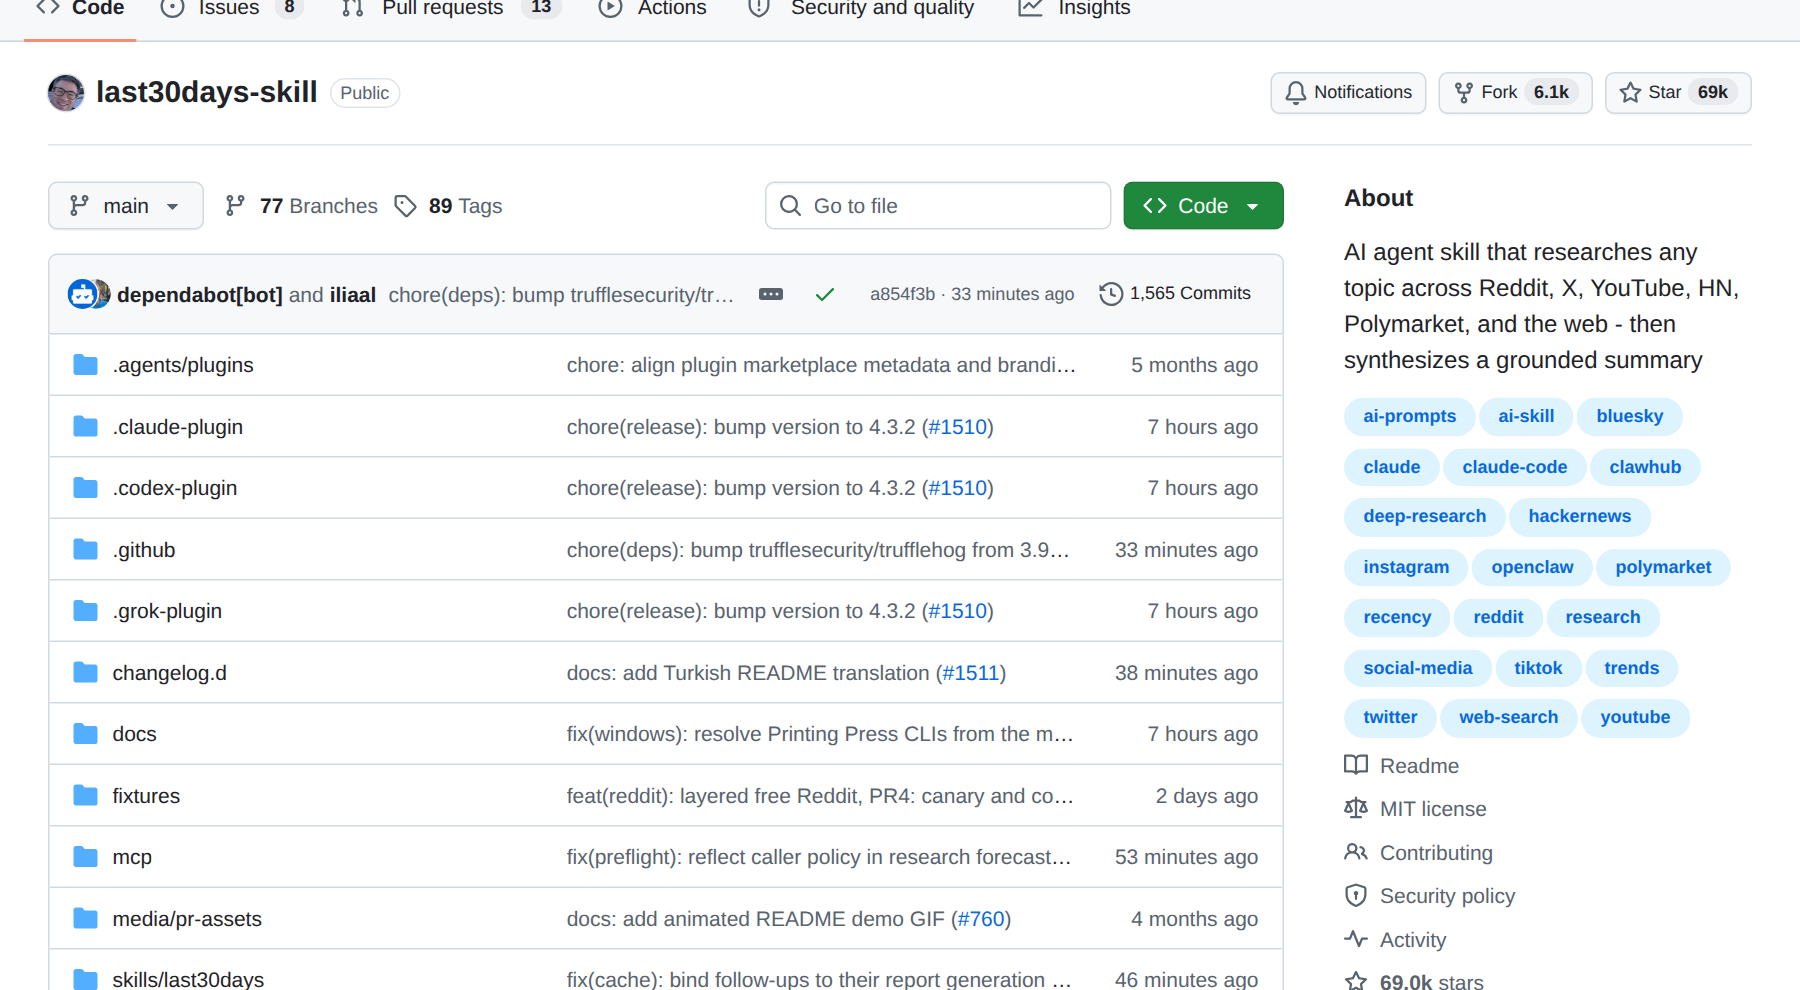 Code Issues 8 Pull requests 13 Actions Security and quality Insights
last30days-skill Public Notifications Fork 6.1k Star 69k
main 77 Branches 89 Tags Go to file Code
dependabot[bot] and iliaal chore(deps): bump trufflesecurity/tr… a854f3b · 33 minutes ago 1,565 Commits
.agents/plugins chore: align plugin marketplace metadata and brandi… 5 months ago
.claude-plugin chore(release): bump version to 4.3.2 (#1510) 7 hours ago
.codex-plugin chore(release): bump version to 4.3.2 (#1510) 7 hours ago
.github chore(deps): bump trufflesecurity/trufflehog from 3.9… 33 minutes ago
.grok-plugin chore(release): bump version to 4.3.2 (#1510) 7 hours ago
changelog.d docs: add Turkish README translation (#1511) 38 minutes ago
docs fix(windows): resolve Printing Press CLIs from the m… 7 hours ago
fixtures feat(reddit): layered free Reddit, PR4: canary and co… 2 days ago
mcp fix(preflight): reflect caller policy in research forecast… 53 minutes ago
media/pr-assets docs: add animated README demo GIF (#760) 4 months ago
skills/last30days fix(cache): bind follow-ups to their report generation … 46 minutes ago
About
AI agent skill that researches any
topic across Reddit, X, YouTube, HN,
Polymarket, and the web - then
synthesizes a grounded summary
ai-prompts ai-skill bluesky
claude claude-code clawhub
deep-research hackernews
instagram openclaw polymarket
recency reddit research
social-media tiktok trends
twitter web-search youtube
Readme
MIT license
Contributing
Security policy
Activity
69.0k stars